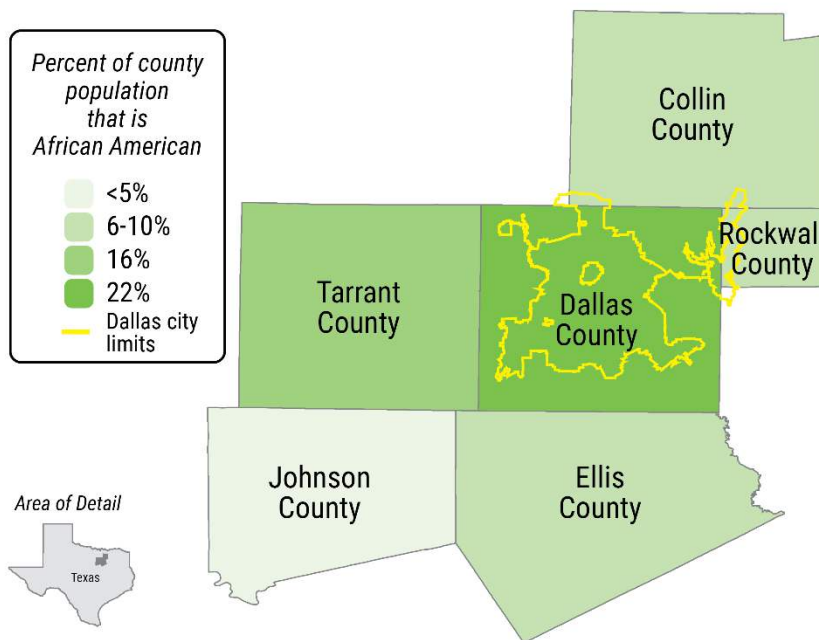 Percent of county
population
that is
African American
<5%
6-10%
16%
22%
Dallas city
limits
Collin
County
Rockwall
County
Tarrant
County
Dallas
County
Johnson
County
Ellis
County
Area of Detail
Texas